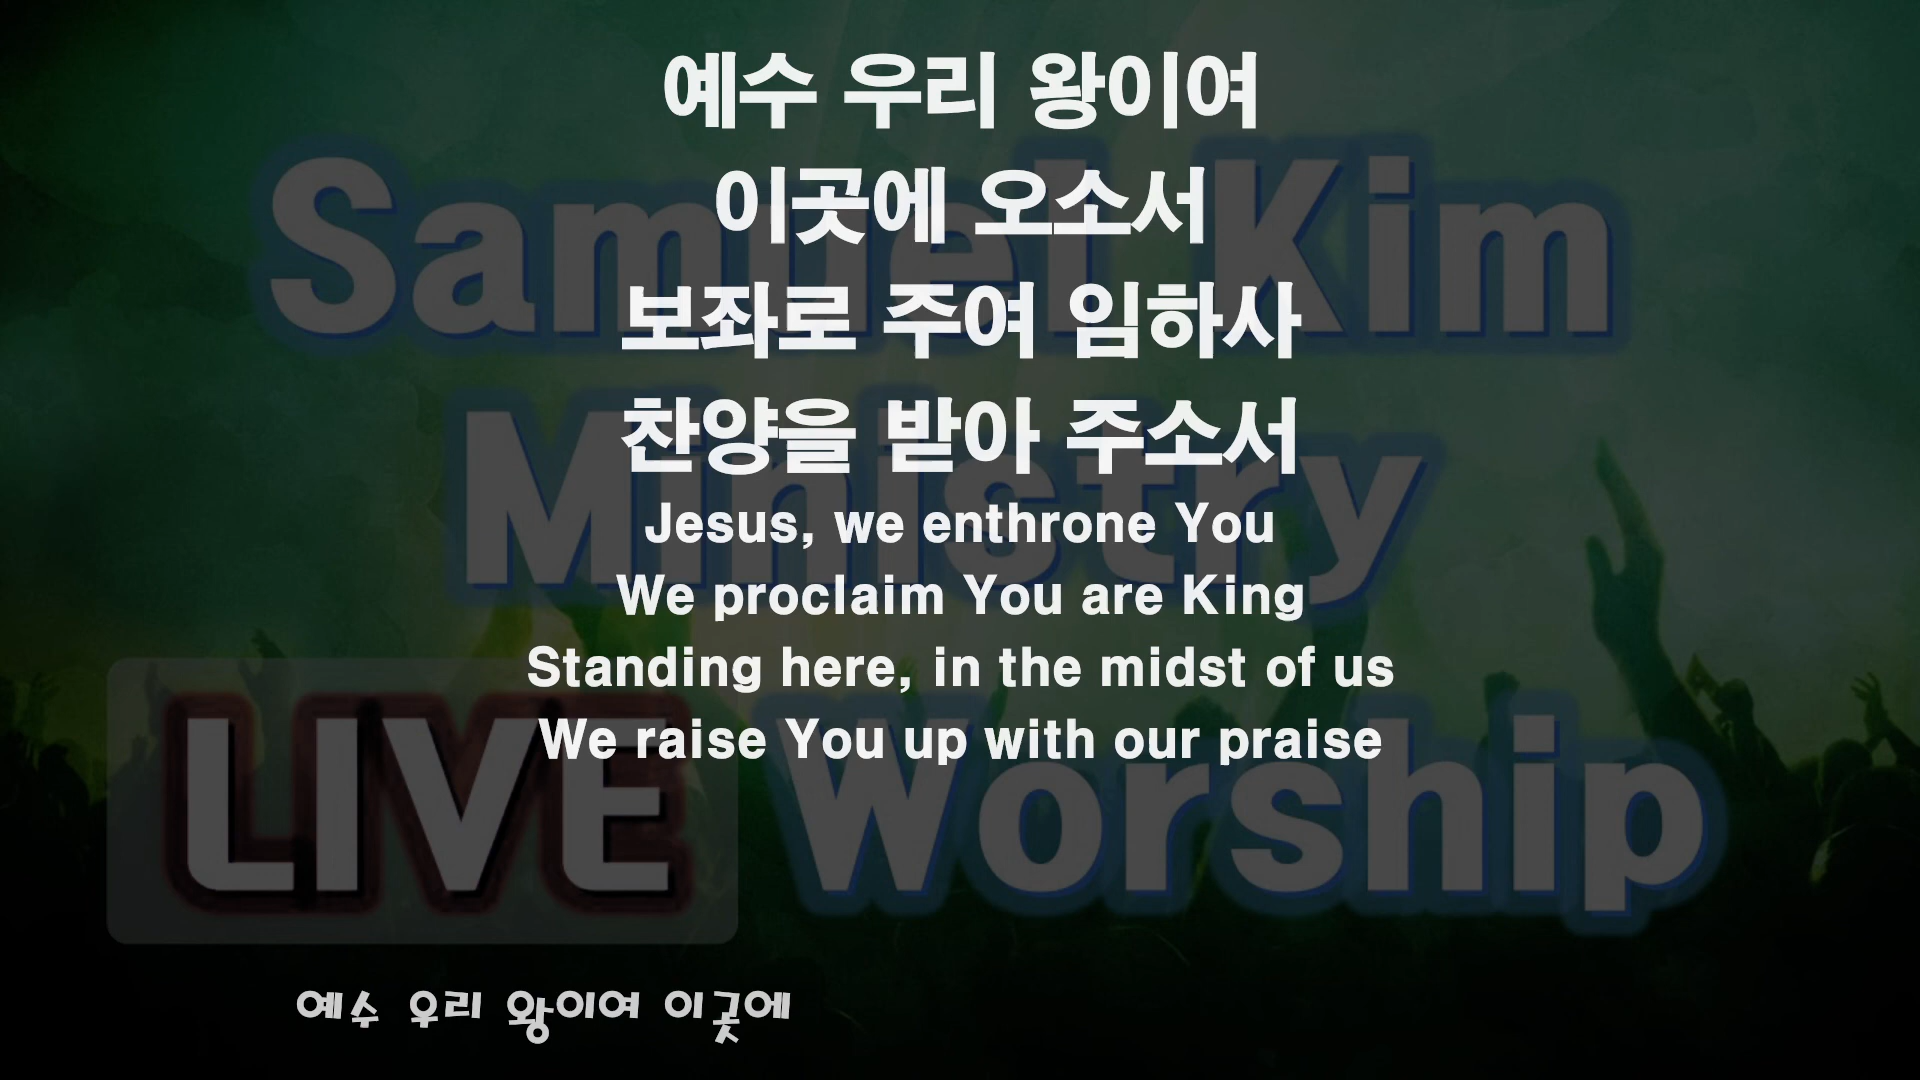 예수 우리 왕이여
이곳에 오소서
보좌로 주여 임하사
찬양을 받아 주소서
Jesus, we enthrone You
We proclaim You are King
Standing here, in the midst of us
We raise You up with our praise
Samuel Kim
Ministry
LIVE Worship
예수 우리 왕이여 이곳에